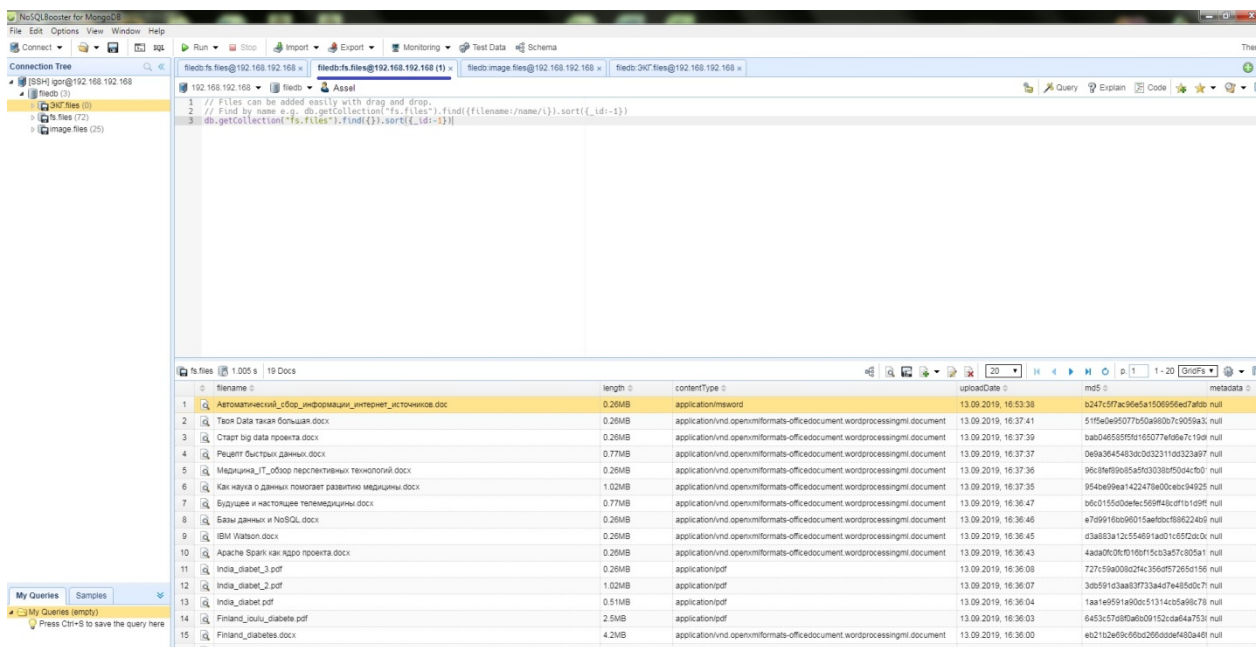 NoSQLBooster for MongoDB
File Edit Options View Window Help
Connect SQL Run Stop Import Export Monitoring Test Data Schema
Connection Tree
[SSH] igor@192.168.192.168
filedb (3)
ЭКГ.files (0)
fs.files (72)
image.files (25)
filedb:fs.files@192.168.192.168 × filedb:fs.files@192.168.192.168 (1) × filedb:image.files@192.168.192.168 × filedb:ЭКГ.files@192.168.192.168 ×
192.168.192.168 filedb Assel Query Explain Code
1 // Files can be added easily with drag and drop.
2 // Find by name e.g. db.getCollection("fs.files").find({filename:/name/i}).sort({_id:-1})
3 db.getCollection("fs.files").find({}).sort({_id:-1})
fs.files 1.005 s 19 Docs 20 p. 1 1 - 20 GridFs
filename length contentType uploadDate md5 metadata
1 Автоматический_сбор_информации_интернет_источников.doc 0.26MB application/msword 13.09.2019, 16:53:38 null
2 Твоя Data такая большая.docx 0.26MB application/vnd.openxmlformats-officedocument.wordprocessingml.document 13.09.2019, 16:37:41 null
3 Старт big data проекта.docx 0.26MB application/vnd.openxmlformats-officedocument.wordprocessingml.document 13.09.2019, 16:37:39 null
4 Рецепт быстрых данных.docx 0.77MB application/vnd.openxmlformats-officedocument.wordprocessingml.document 13.09.2019, 16:37:37 null
5 Медицина_IT_обзор перспективных технологий.docx 0.26MB application/vnd.openxmlformats-officedocument.wordprocessingml.document 13.09.2019, 16:37:36 null
6 Как наука о данных помогает развитию медицины.docx 1.02MB application/vnd.openxmlformats-officedocument.wordprocessingml.document 13.09.2019, 16:37:35 null
7 Будущее и настоящее телемедицины.docx 0.77MB application/vnd.openxmlformats-officedocument.wordprocessingml.document 13.09.2019, 16:36:47 null
8 Базы данных и NoSQL.docx 0.26MB application/vnd.openxmlformats-officedocument.wordprocessingml.document 13.09.2019, 16:36:46 null
9 IBM Watson.docx 0.26MB application/vnd.openxmlformats-officedocument.wordprocessingml.document 13.09.2019, 16:36:45 null
10 Apache Spark как ядро проекта.docx 0.26MB application/vnd.openxmlformats-officedocument.wordprocessingml.document 13.09.2019, 16:36:43 null
11 India_diabet_3.pdf 0.26MB application/pdf 13.09.2019, 16:36:08 null
12 India_diabet_2.pdf 1.02MB application/pdf 13.09.2019, 16:36:07 null
13 India_diabet.pdf 0.51MB application/pdf 13.09.2019, 16:36:04 null
14 Finland_ioulu_diabete.pdf 2.5MB application/pdf 13.09.2019, 16:36:03 null
15 Finland_diabetes.docx 4.2MB application/vnd.openxmlformats-officedocument.wordprocessingml.document 13.09.2019, 16:36:00 null
My Queries Samples
My Queries (empty)
Press Ctrl+S to save the query here